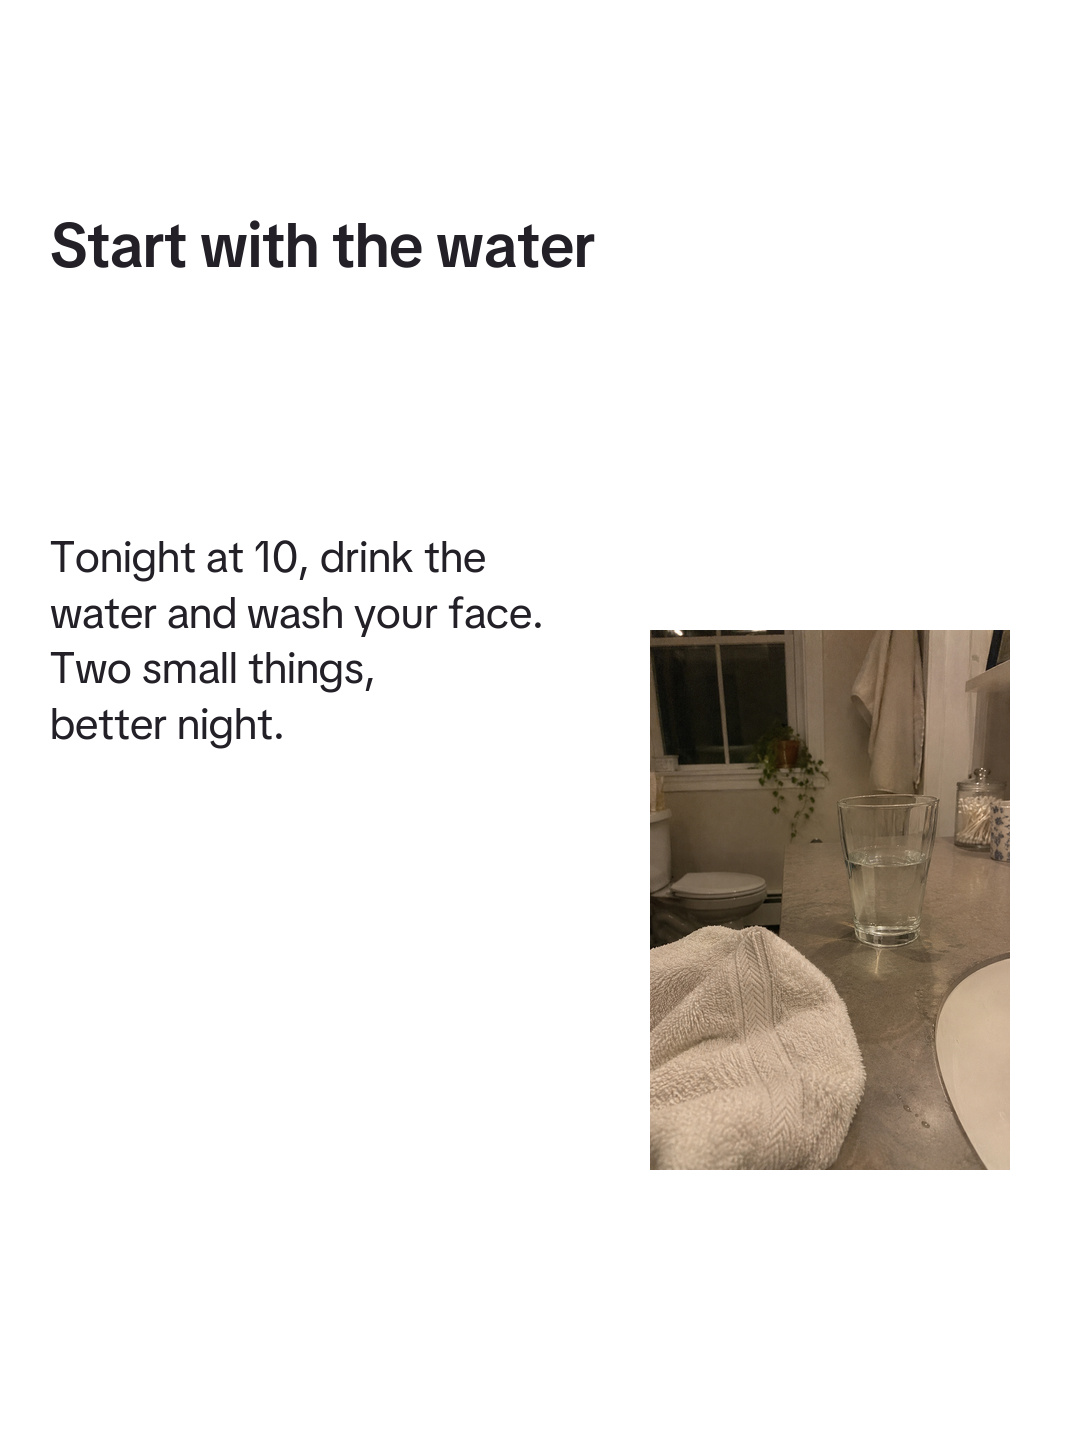 Start with the water
Tonight at 10, drink the
water and wash your face.
Two small things,
better night.